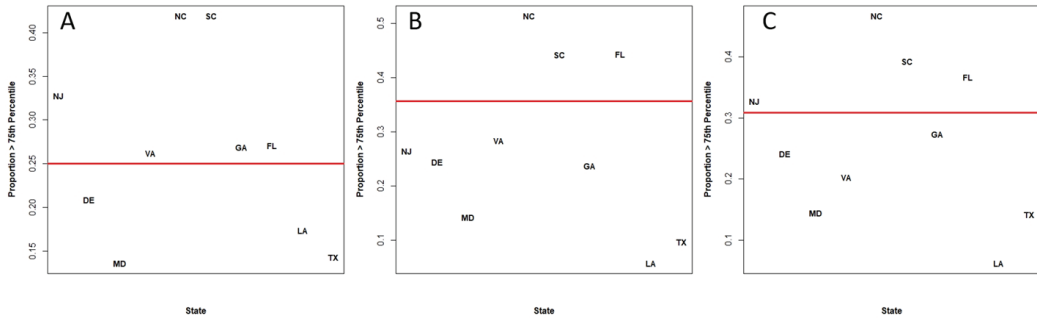 A
Proportion > 75th Percentile
0.40
0.35
0.30
0.25
0.20
0.15
NC
SC
NJ
VA
GA
FL
DE
LA
TX
MD
State
B
Proportion > 75th Percentile
0.5
0.4
0.3
0.2
0.1
NC
SC
FL
NJ
DE
VA
GA
MD
TX
LA
State
C
Proportion > 75th Percentile
0.4
0.3
0.2
0.1
NC
SC
FL
NJ
GA
DE
VA
MD
TX
LA
State